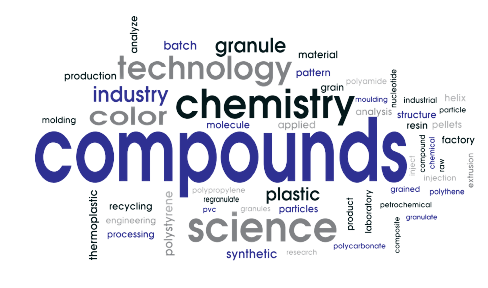 analyze
batch
granule
material
production
technology
pattern
polyamide
nucleotide
grain
industry
chemistry
moulding
industrial
helix
particle
molding
color
molecule
applied
analysis
structure
resin
pellets
compounds
inject
compound
chemical
raw
factory
extrusion
injection
grained
polythene
thermoplastic
recycling
engineering
processing
polystyrene
polypropylene
regranulate
pvc
granules
particles
plastic
science
synthetic
research
product
laboratory
petrochemical
granulate
composite
polycarbonate